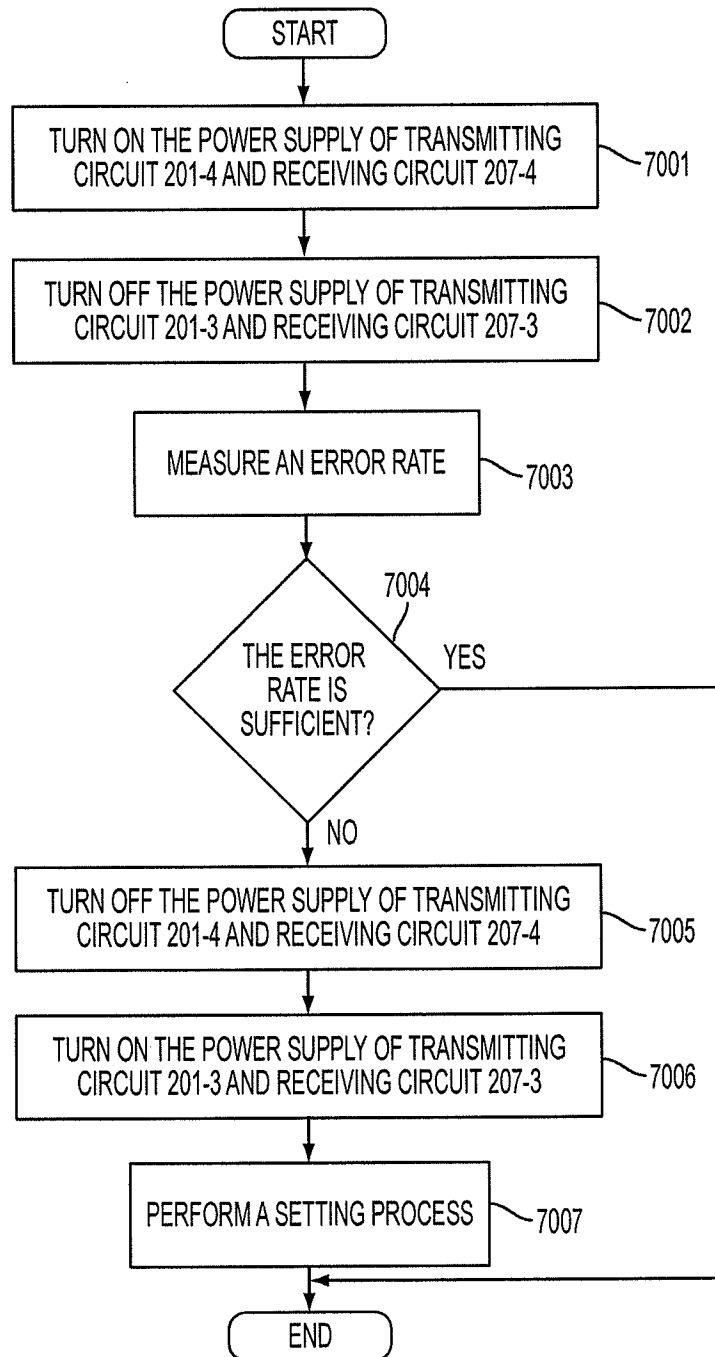 START
TURN ON THE POWER SUPPLY OF TRANSMITTING
CIRCUIT 201-4 AND RECEIVING CIRCUIT 207-4
7001
TURN OFF THE POWER SUPPLY OF TRANSMITTING
CIRCUIT 201-3 AND RECEIVING CIRCUIT 207-3
7002
MEASURE AN ERROR RATE
7003
7004
THE ERROR
RATE IS
SUFFICIENT?
YES
NO
TURN OFF THE POWER SUPPLY OF TRANSMITTING
CIRCUIT 201-4 AND RECEIVING CIRCUIT 207-4
7005
TURN ON THE POWER SUPPLY OF TRANSMITTING
CIRCUIT 201-3 AND RECEIVING CIRCUIT 207-3
7006
PERFORM A SETTING PROCESS
7007
END